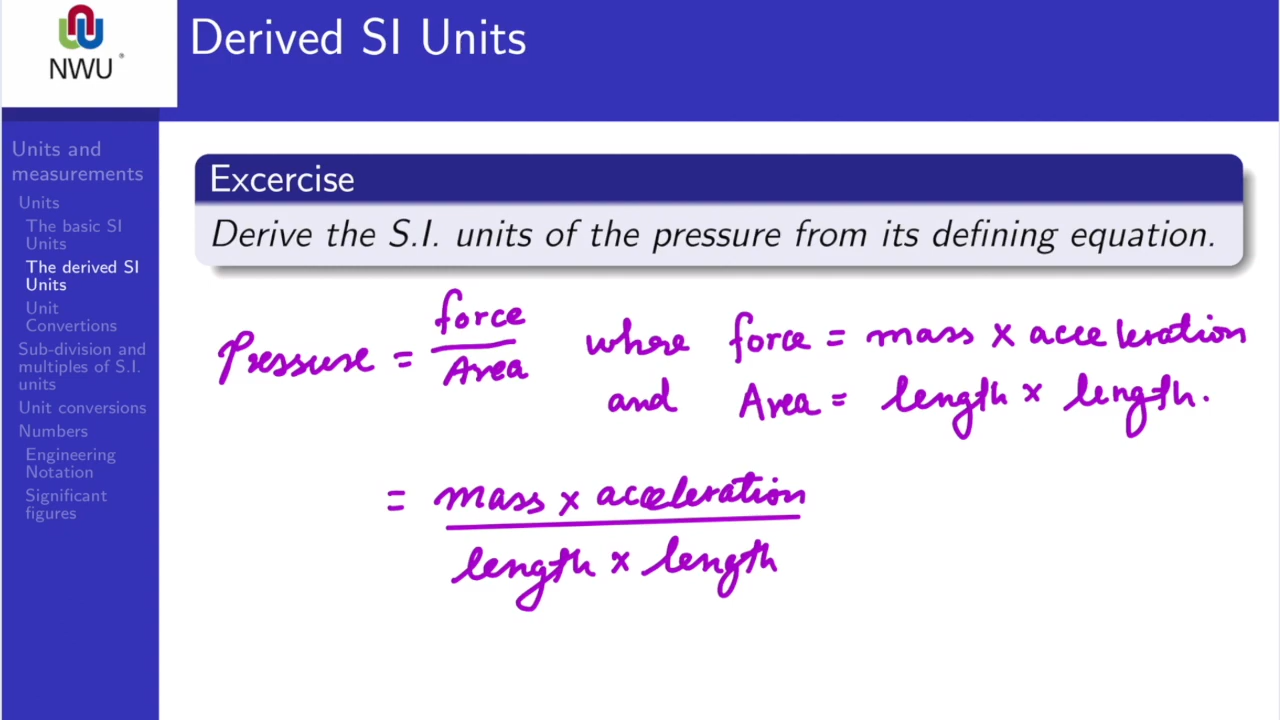 NWU
Derived SI Units
Units and
measurements
Units
The basic SI
Units
The derived SI
Units
Unit
Convertions
Sub-division and
multiples of S.I.
units
Unit conversions
Numbers
Engineering
Notation
Significant
figures
Excercise
Derive the S.I. units of the pressure from its defining equation.
Pressure = force / Area where force = mass × acceleration
and Area = length × length.
= mass × acceleration
length × length